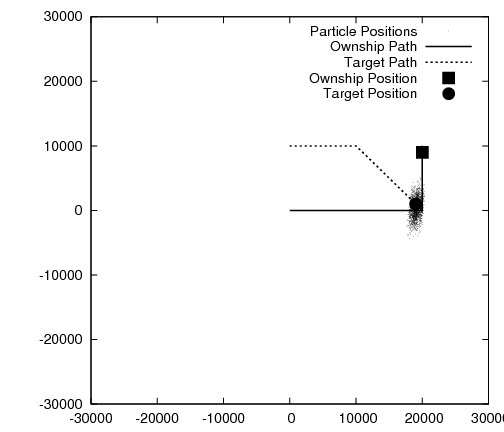 30000
20000
10000
0
-10000
-20000
-30000
Particle Positions
Ownship Path
Target Path
Ownship Position
Target Position
-30000 -20000 -10000 0 10000 20000 3000